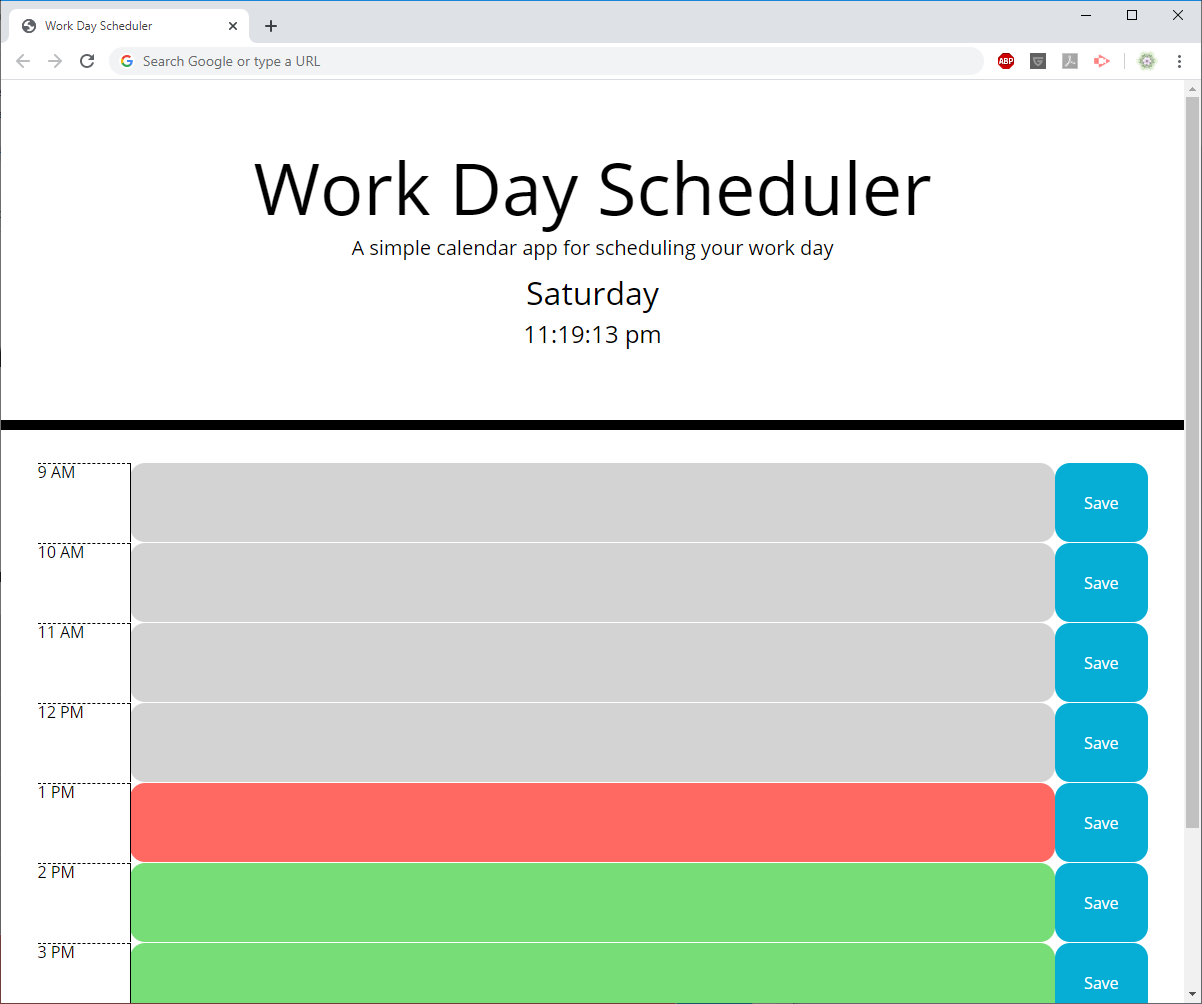 Work Day Scheduler
Search Google or type a URL
ABP
Work Day Scheduler
A simple calendar app for scheduling your work day
Saturday
11:19:13 pm
9 AM
Save
10 AM
Save
11 AM
Save
12 PM
Save
1 PM
Save
2 PM
Save
3 PM
Save